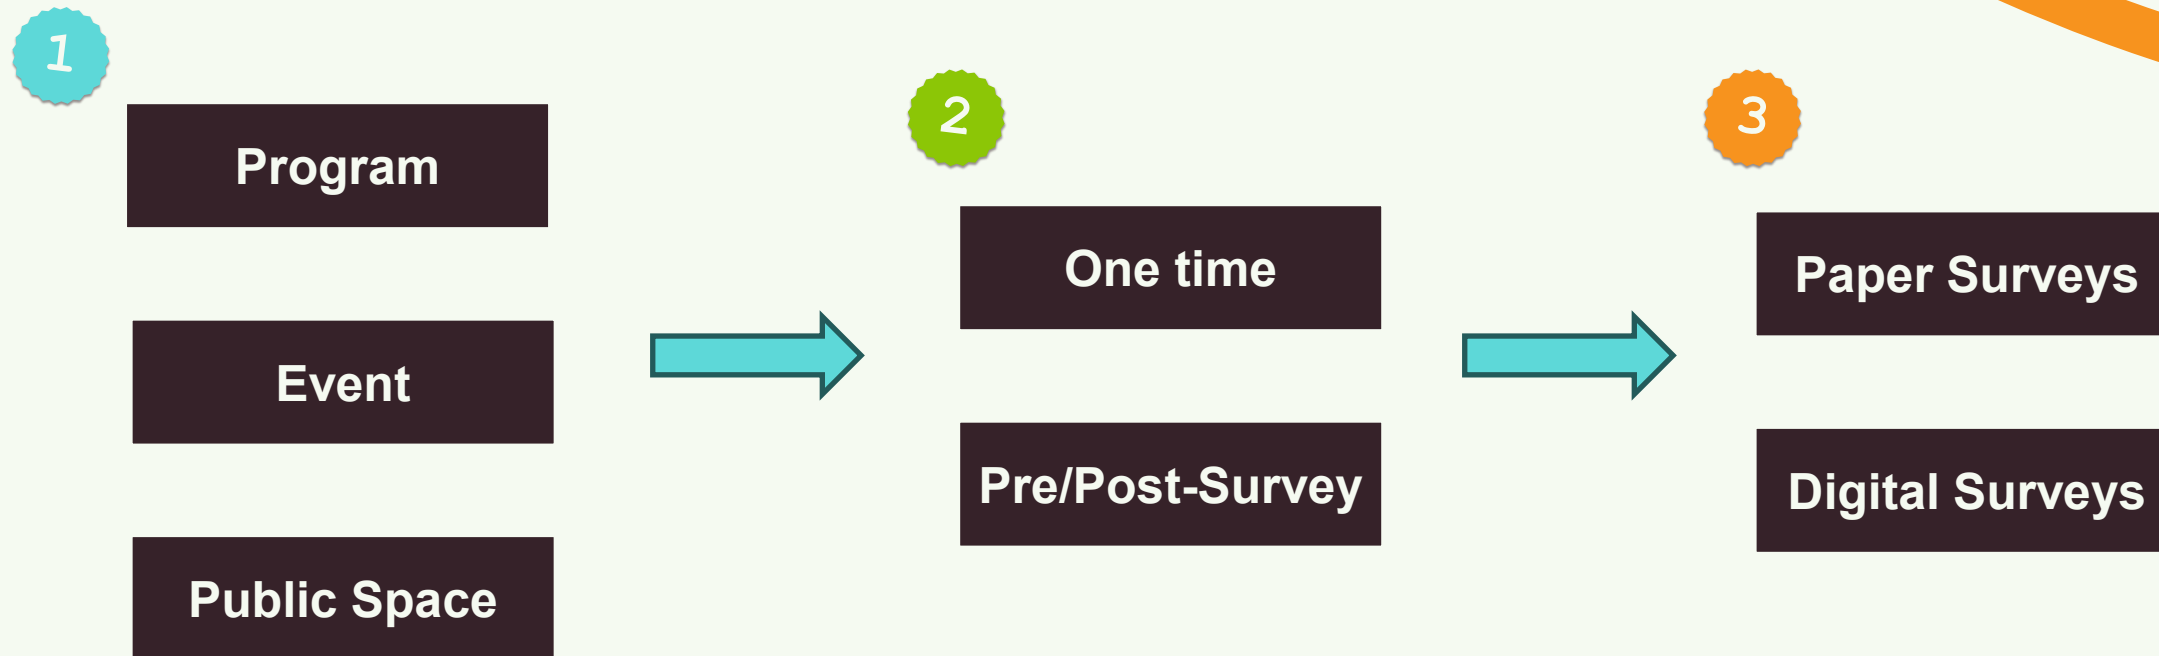 1
Program
Event
Public Space
2
One time
Pre/Post-Survey
3
Paper Surveys
Digital Surveys